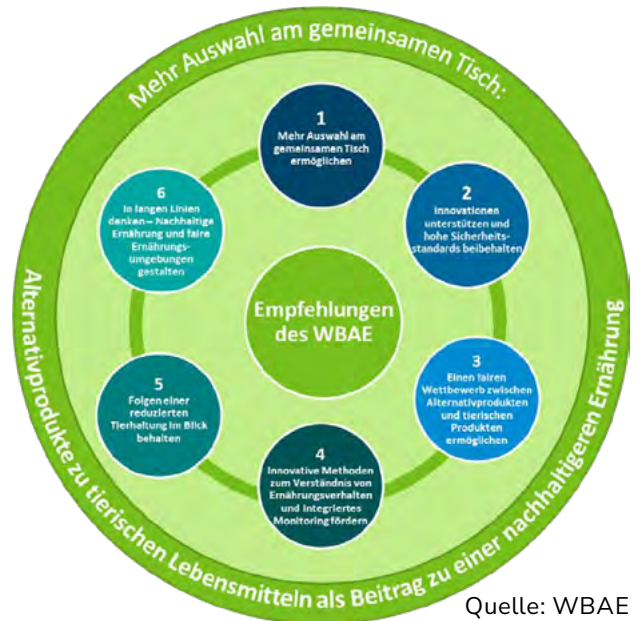 Mehr Auswahl am gemeinsamen Tisch:
Alternativprodukte zu tierischen Lebensmitteln als Beitrag zu einer nachhaltigeren Ernährung
1
Mehr Auswahl am
gemeinsamen Tisch
ermöglichen
2
Innovationen
unterstützen und
hohe Sicherheits-
standards beibehalten
3
Einen fairen
Wettbewerb zwischen
Alternativprodukten
und tierischen
Produkten
ermöglichen
4
Innovative Methoden
zum Verständnis von
Ernährungsverhalten
und Integriertes
Monitoring fördern
5
Folgen einer
reduzierten
Tierhaltung im Blick
behalten
6
In langen Linien
denken – Nachhaltige
Ernährung und faire
Ernährungs-
umgebungen
gestalten
Empfehlungen
des WBAE
Quelle: WBAE